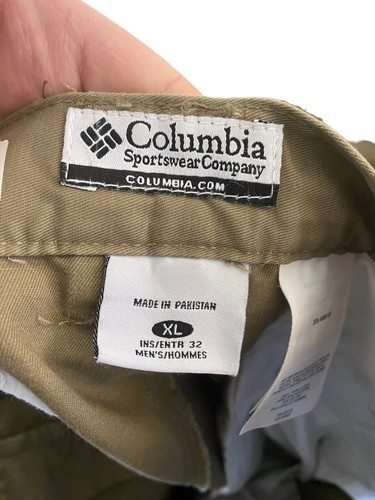 Columbia
Sportswear Company
COLUMBIA.COM
MADE IN PAKISTAN
XL
INS/ENTR 32
MEN'S/HOMMES